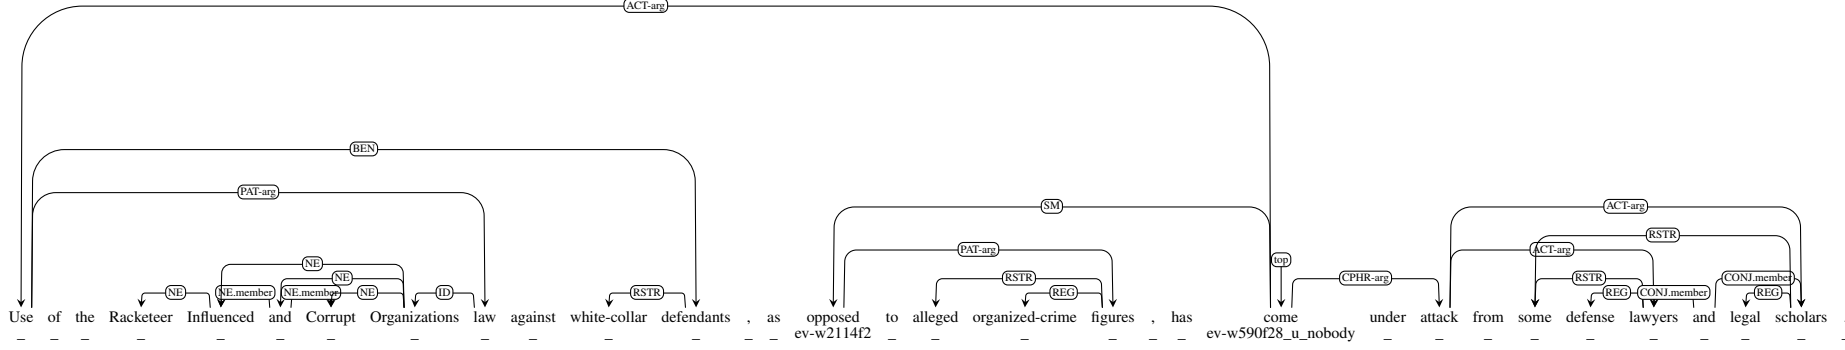 ACT-arg
BEN
PAT-arg
SM ACT-arg
RSTR
PAT-arg ACT-arg
NE top
NE RSTR CPHR-arg RSTR CONJ.member
NE NE.member NE.member NE ID RSTR REG REG CONJ.member REG
Use of the Racketeer Influenced and Corrupt Organizations law against white-collar defendants , as opposed to alleged organized-crime figures , has come under attack from some defense lawyers and legal scholars .
_ _ _ _ _ _ _ _ _ _ _ _ _ _ ev-w2114f2 _ _ _ _ _ _ ev-w590f28_u_nobody _ _ _ _ _ _ _ _ _